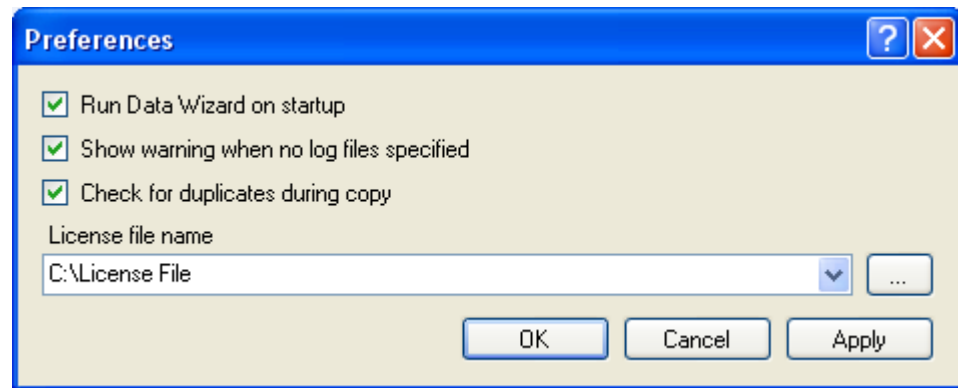 Preferences
Run Data Wizard on startup
Show warning when no log files specified
Check for duplicates during copy
License file name
C:\License File
...
OK Cancel Apply